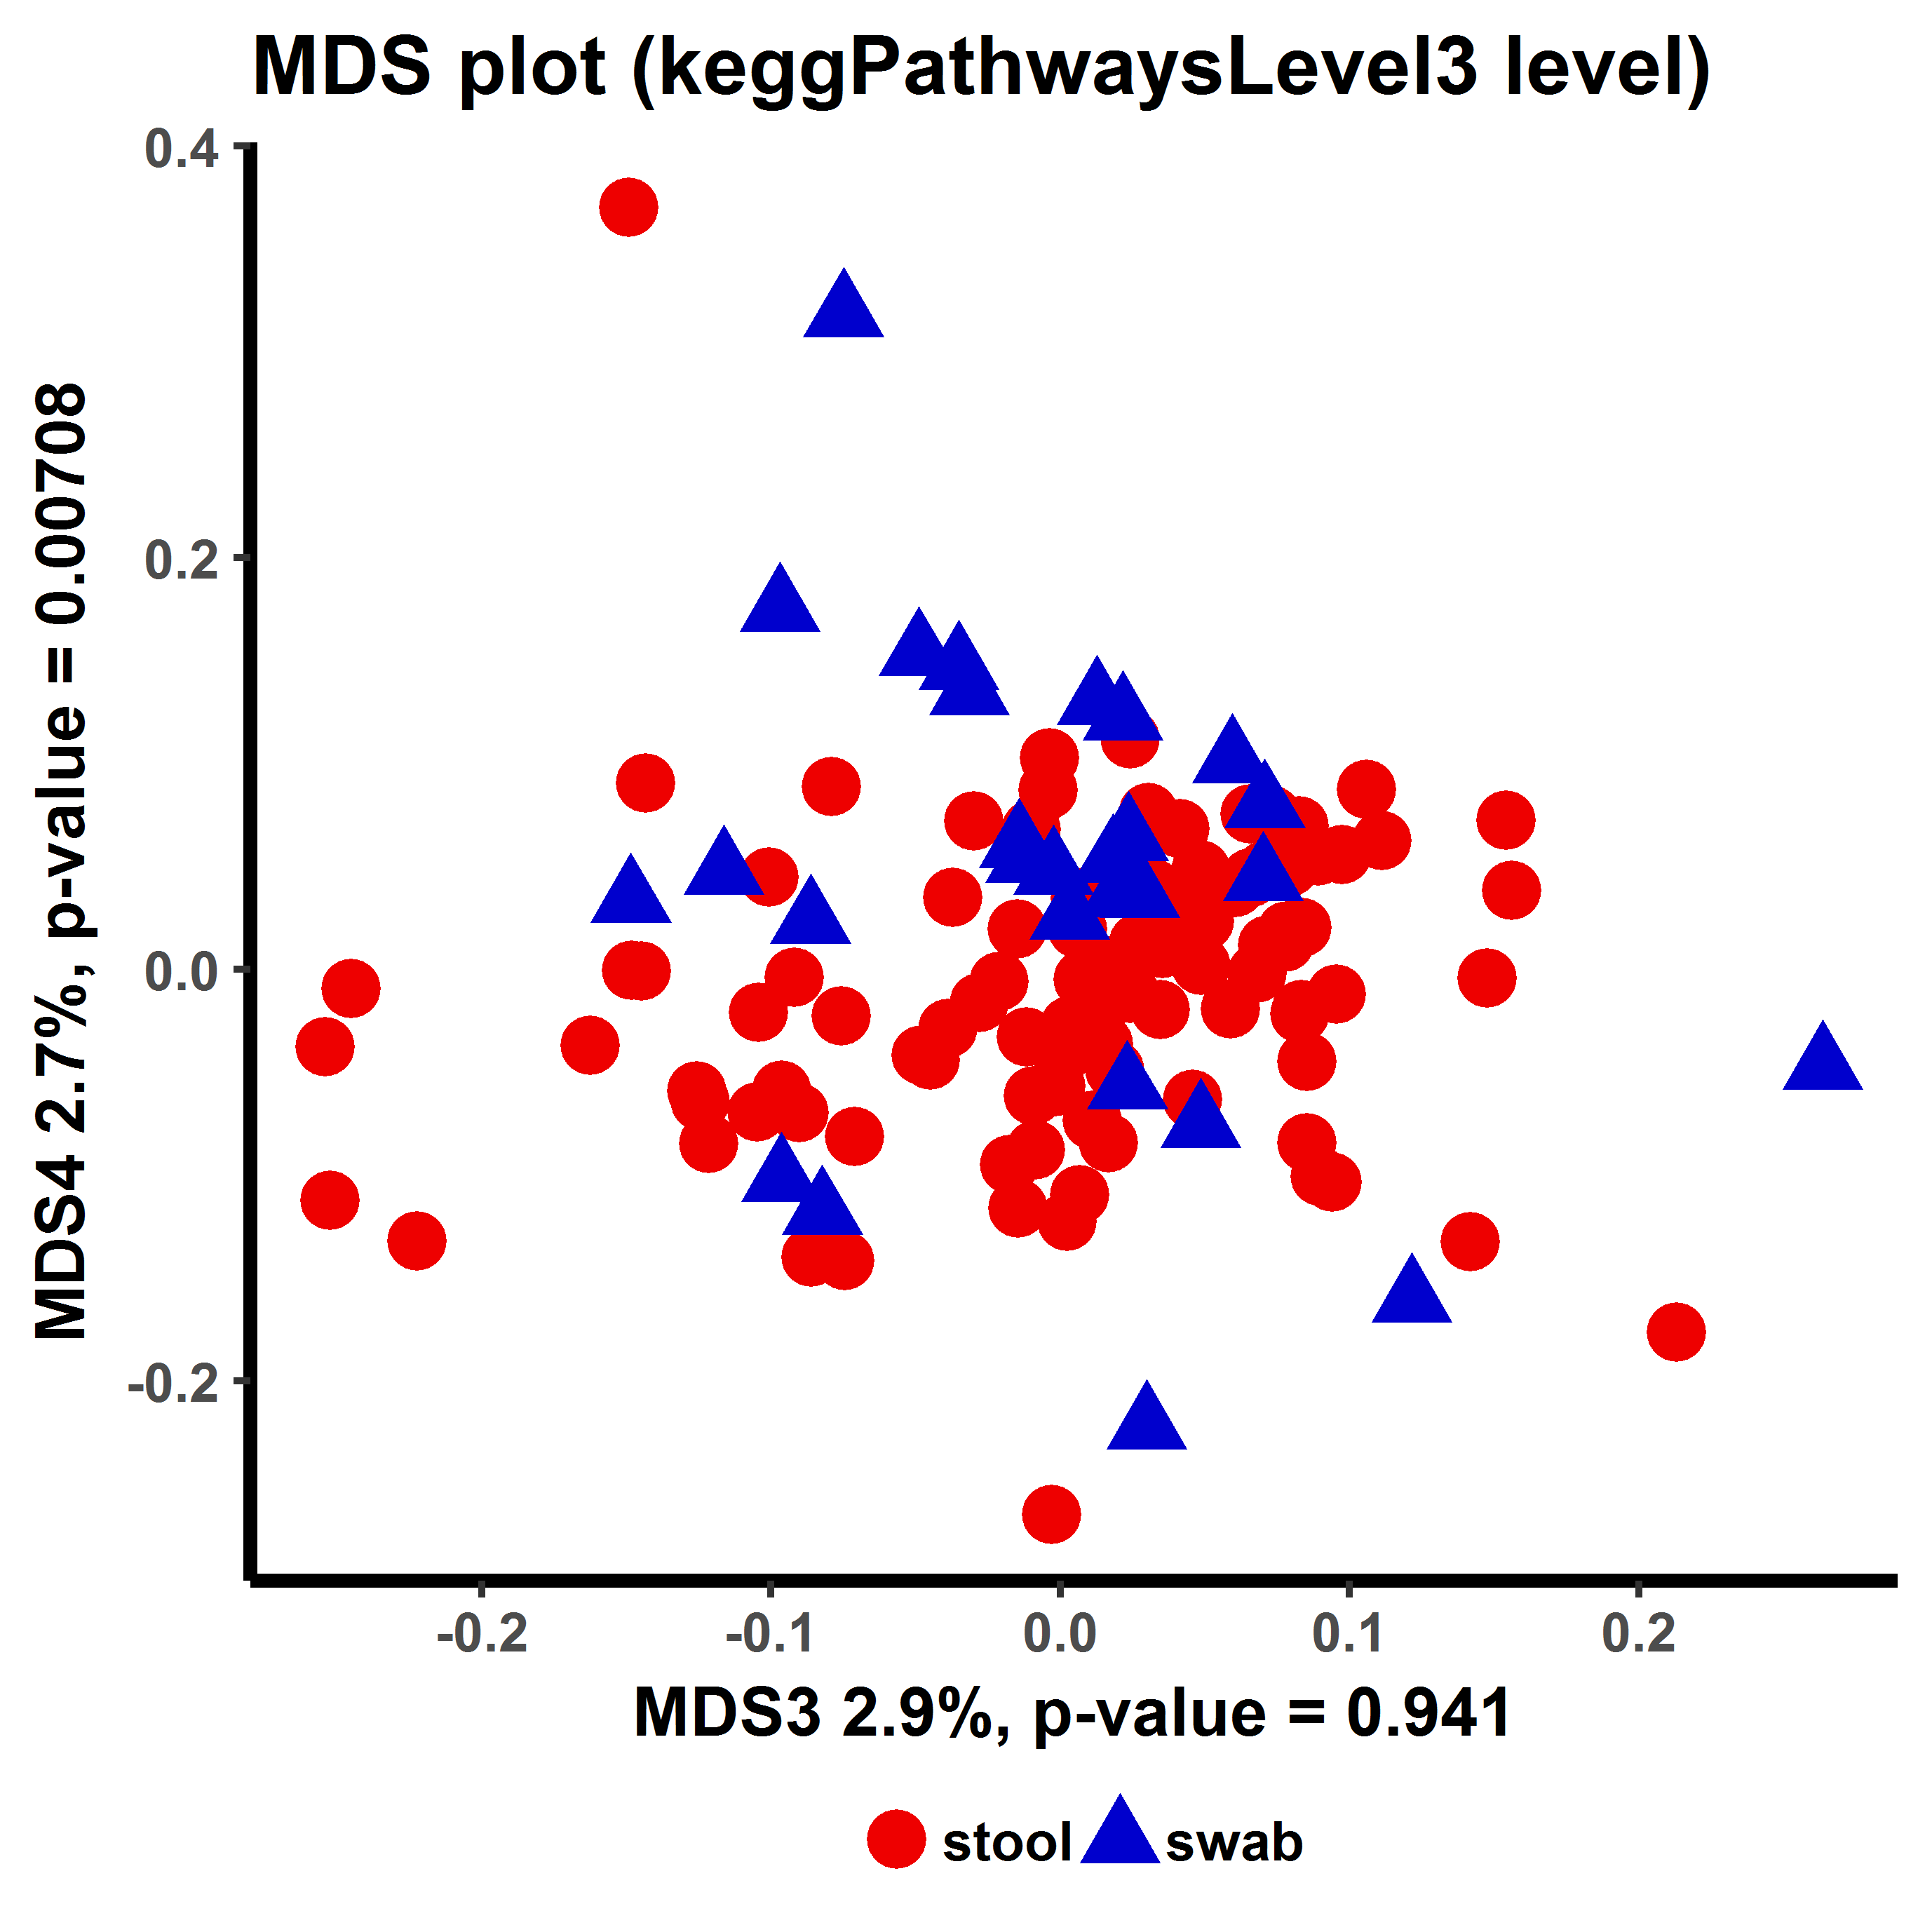 MDS plot (keggPathwaysLevel3 level)
MDS4 2.7%, p-value = 0.00708
0.4
0.2
0.0
-0.2
-0.2
-0.1
0.0
0.1
0.2
MDS3 2.9%, p-value = 0.941
stool
swab